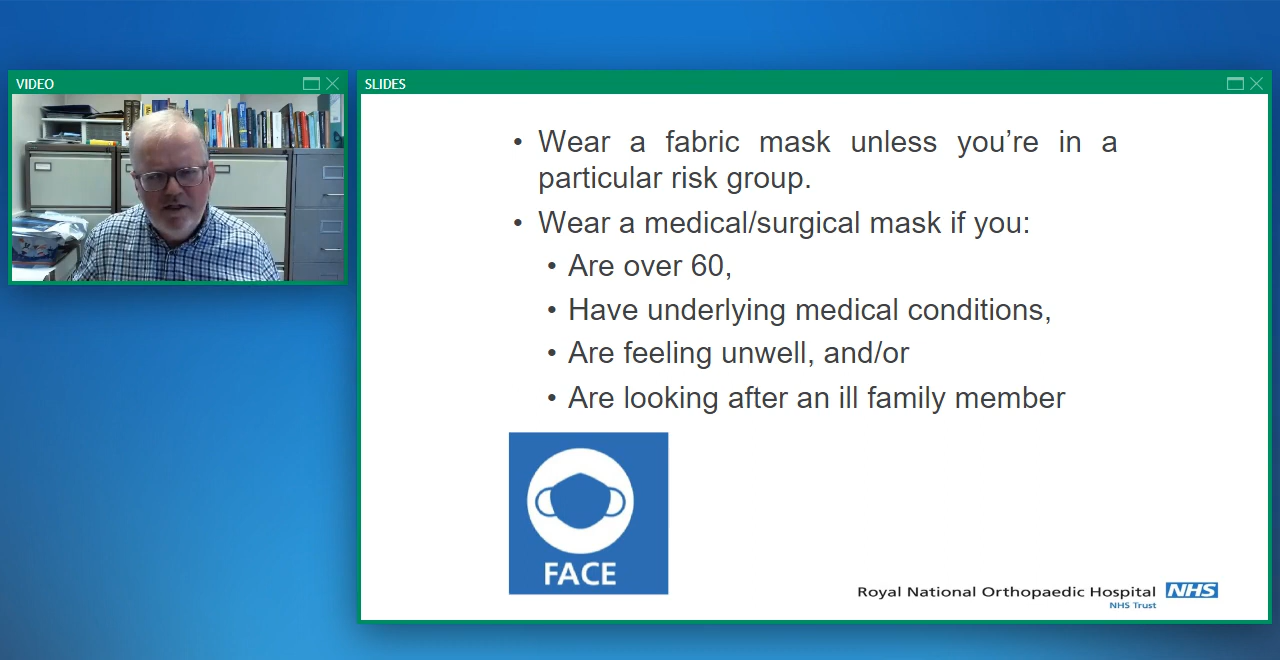 VIDEO
SLIDES
• Wear a fabric mask unless you’re in a
particular risk group.
• Wear a medical/surgical mask if you:
• Are over 60,
• Have underlying medical conditions,
• Are feeling unwell, and/or
• Are looking after an ill family member
FACE
Royal National Orthopaedic Hospital NHS
NHS Trust